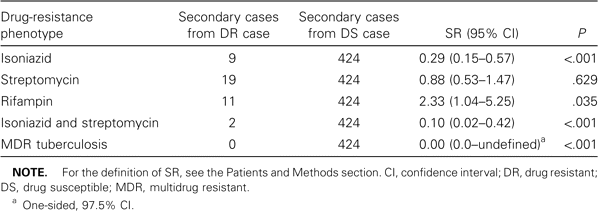 Drug-resistance phenotype Secondary cases from DR case Secondary cases from DS case SR (95% CI) P
Isoniazid 9 424 0.29 (0.15–0.57) <.001
Streptomycin 19 424 0.88 (0.53–1.47) .629
Rifampin 11 424 2.33 (1.04–5.25) .035
Isoniazid and streptomycin 2 424 0.10 (0.02–0.42) <.001
MDR tuberculosis 0 424 0.00 (0.0–undefined)a <.001
NOTE. For the definition of SR, see the Patients and Methods section. CI, confidence interval; DR, drug resistant;
DS, drug susceptible; MDR, multidrug resistant.
a One-sided, 97.5% CI.